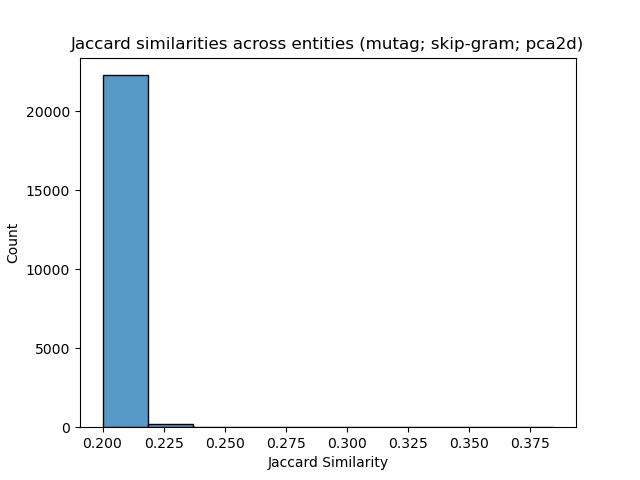 Jaccard similarities across entities (mutag; skip-gram; pca2d)
20000
15000
10000
5000
0
Count
0.200 0.225 0.250 0.275 0.300 0.325 0.350 0.375
Jaccard Similarity